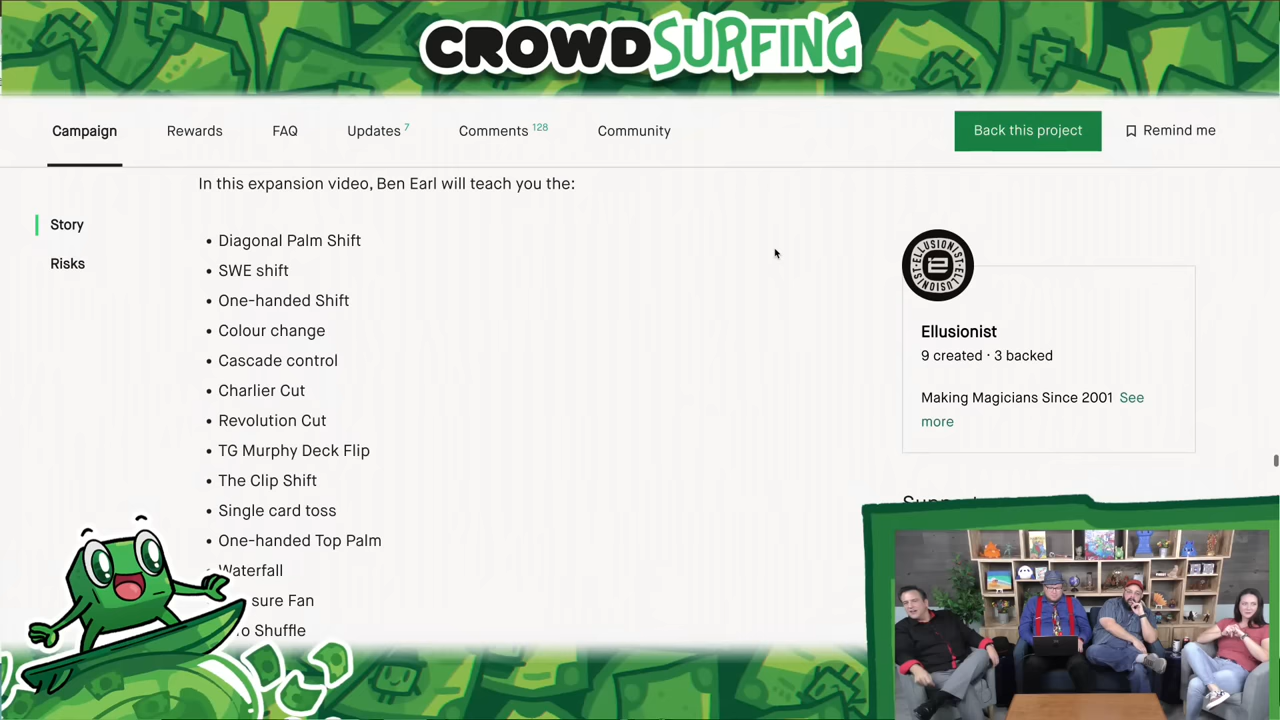 CROWDSURFING
Campaign
Rewards
FAQ
Updates 7
Comments 128
Community
Back this project
Remind me
In this expansion video, Ben Earl will teach you the:
Story
Risks
• Diagonal Palm Shift
• SWE shift
• One-handed Shift
• Colour change
• Cascade control
• Charlier Cut
• Revolution Cut
• TG Murphy Deck Flip
• The Clip Shift
• Single card toss
• One-handed Top Palm
Waterfall
sure Fan
Shuffle
ELLUSIONIST·ELLUSIONIST
Ellusionist
9 created · 3 backed
Making Magicians Since 2001 See
more